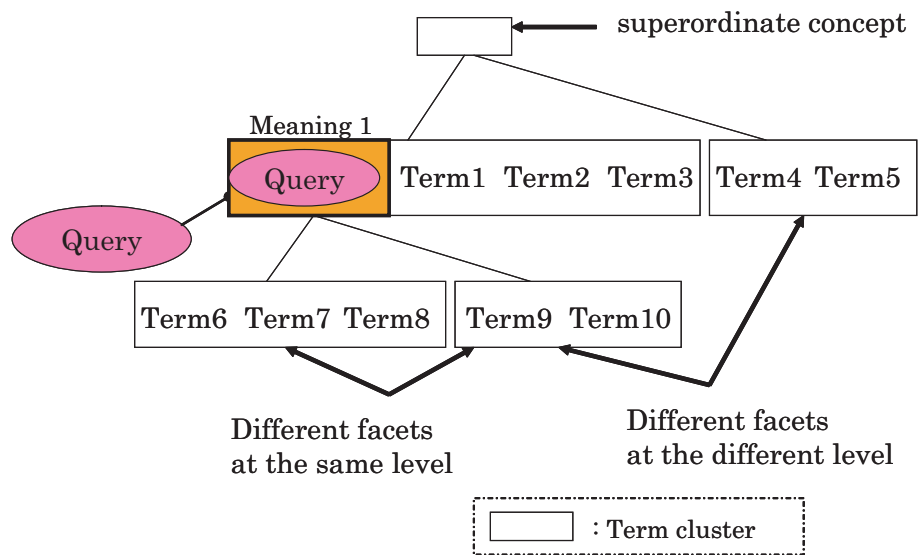 superordinate concept
Meaning 1
Query Term1 Term2 Term3 Term4 Term5
Query
Term6 Term7 Term8 Term9 Term10
Different facets
at the same level
Different facets
at the different level
: Term cluster